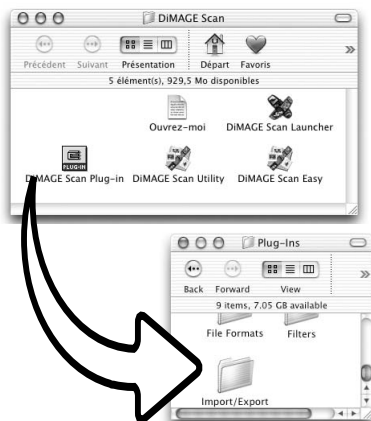 DiMAGE Scan
Précédent Suivant Présentation Départ Favoris
5 élément(s), 929,5 Mo disponibles
Ouvrez-moi DiMAGE Scan Launcher
PLUG-IN
DiMAGE Scan Plug-in DiMAGE Scan Utility DiMAGE Scan Easy
Plug-Ins
Back Forward View
9 items, 7.05 GB available
File Formats Filters
Import/Export